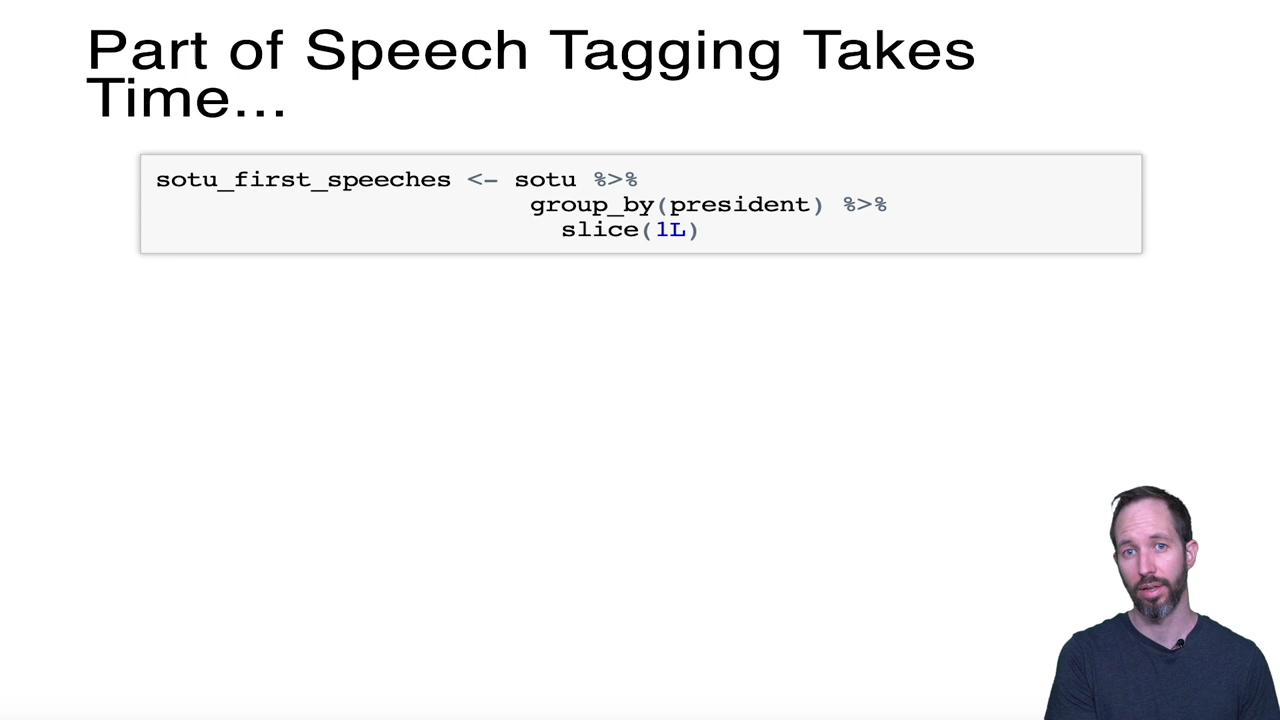 Part of Speech Tagging Takes
Time...
sotu_first_speeches <- sotu %>%
group_by(president) %>%
slice(1L)